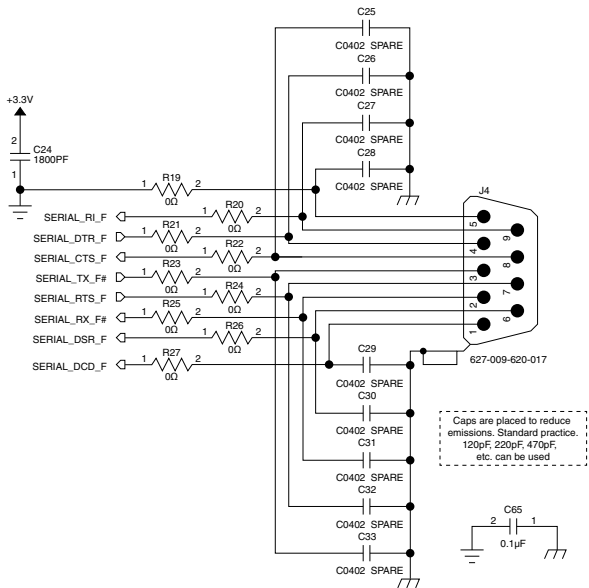 C25
C0402 SPARE
C26
C0402 SPARE
C27
C0402 SPARE
C28
C0402 SPARE
+3.3V
2
C24
1800PF
1
1 R19 2
0Ω
SERIAL_RI_F 1 R20 2
0Ω
SERIAL_DTR_F 1 R21 2
0Ω
SERIAL_CTS_F 1 R22 2
0Ω
SERIAL_TX_F# 1 R23 2
0Ω
SERIAL_RTS_F 1 R24 2
0Ω
SERIAL_RX_F# 1 R25 2
0Ω
SERIAL_DSR_F 1 R26 2
0Ω
SERIAL_DCD_F 1 R27 2
0Ω
J4
5
9
4
8
3
7
2
6
1
627-009-620-017
C29
C0402 SPARE
C30
C0402 SPARE
C31
C0402 SPARE
C32
C0402 SPARE
C33
C0402 SPARE
Caps are placed to reduce
emissions. Standard practice.
120pF, 220pF, 470pF,
etc. can be used
C65
2 1
0.1µF